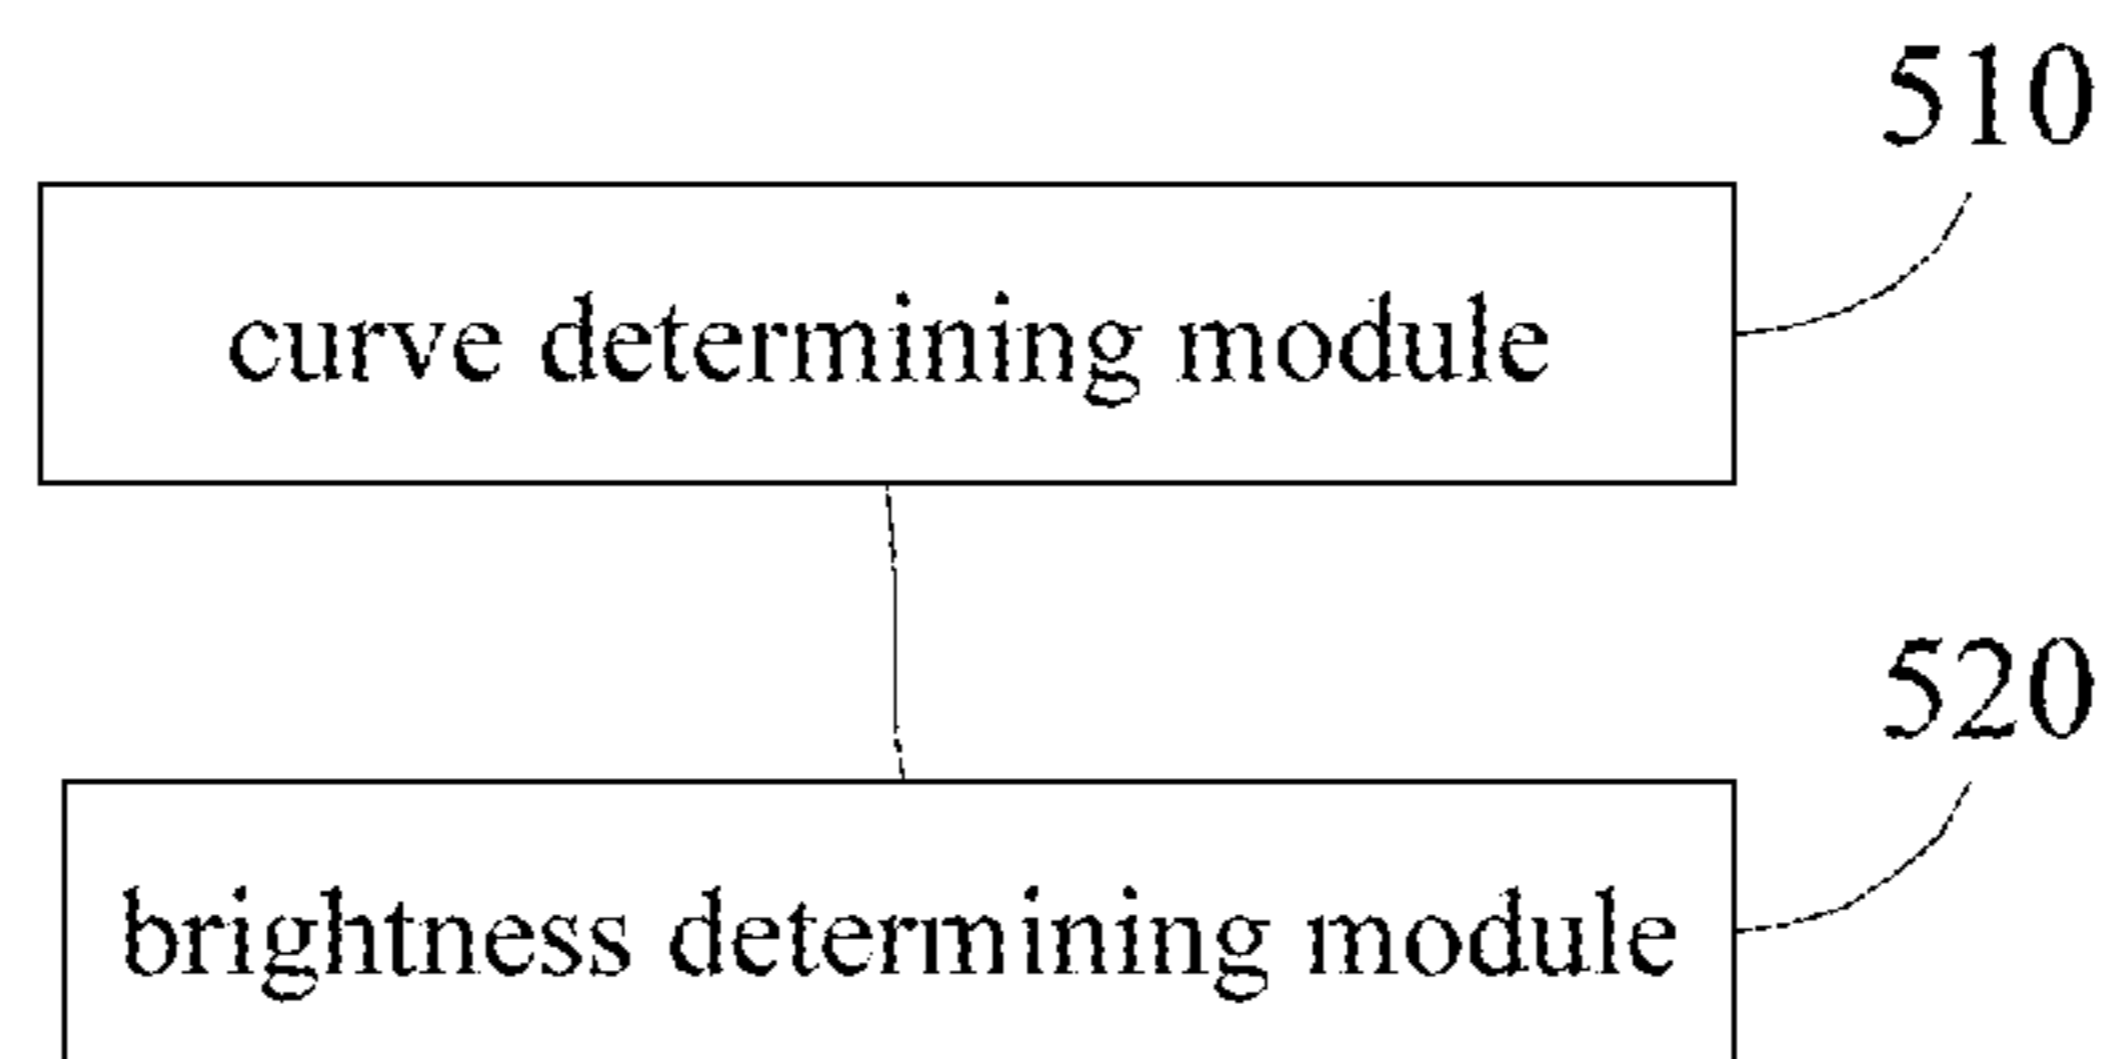 510
curve determining module
520
brightness determining module